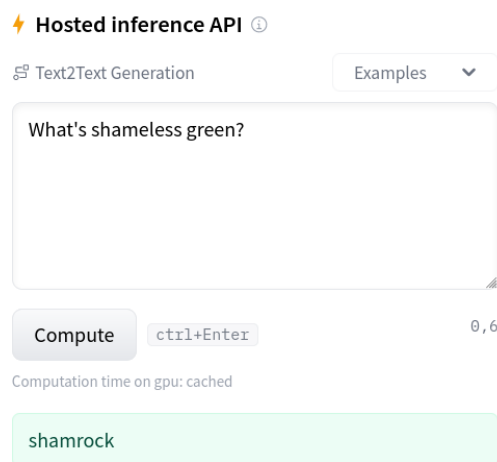 Hosted inference API
Text2Text Generation
Examples
What's shameless green?
Compute
ctrl+Enter
0,6
Computation time on gpu: cached
shamrock